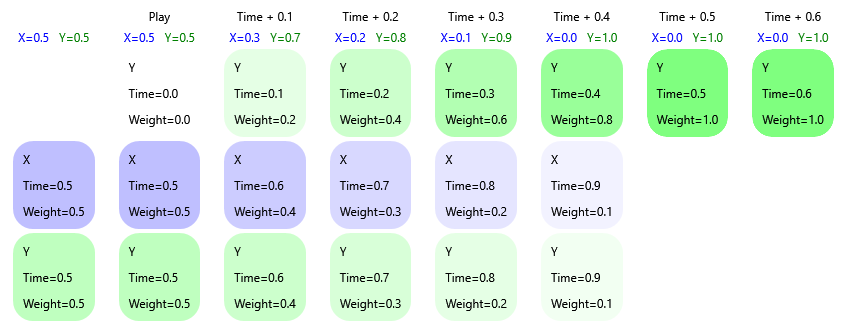 Play Time + 0.1 Time + 0.2 Time + 0.3 Time + 0.4 Time + 0.5 Time + 0.6
X=0.5 Y=0.5 X=0.5 Y=0.5 X=0.3 Y=0.7 X=0.2 Y=0.8 X=0.1 Y=0.9 X=0.0 Y=1.0 X=0.0 Y=1.0 X=0.0 Y=1.0
Y Y Y Y Y Y Y
Time=0.0 Time=0.1 Time=0.2 Time=0.3 Time=0.4 Time=0.5 Time=0.6
Weight=0.0 Weight=0.2 Weight=0.4 Weight=0.6 Weight=0.8 Weight=1.0 Weight=1.0
X X X X X X
Time=0.5 Time=0.5 Time=0.6 Time=0.7 Time=0.8 Time=0.9
Weight=0.5 Weight=0.5 Weight=0.4 Weight=0.3 Weight=0.2 Weight=0.1
Y Y Y Y Y Y
Time=0.5 Time=0.5 Time=0.6 Time=0.7 Time=0.8 Time=0.9
Weight=0.5 Weight=0.5 Weight=0.4 Weight=0.3 Weight=0.2 Weight=0.1